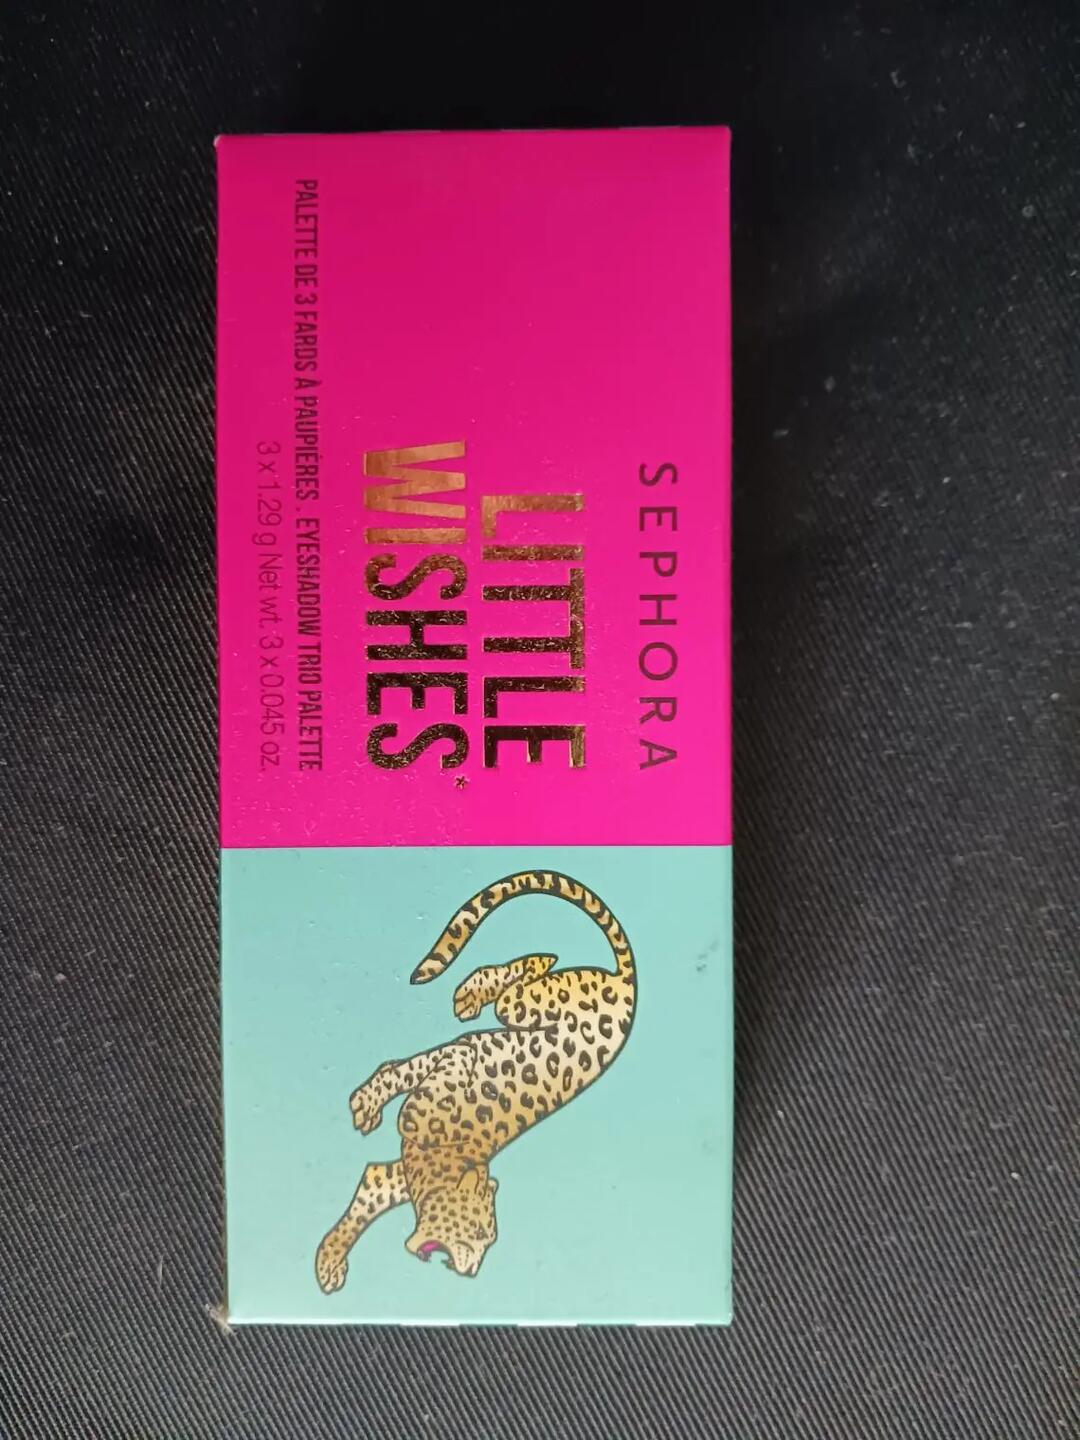 SEPHORA
LITTLE
WISHES*
PALETTE DE 3 FARDS À PAUPIÈRES . EYESHADOW TRIO PALETTE
3 x 1.29 g Net wt. 3 x 0.045 oz.